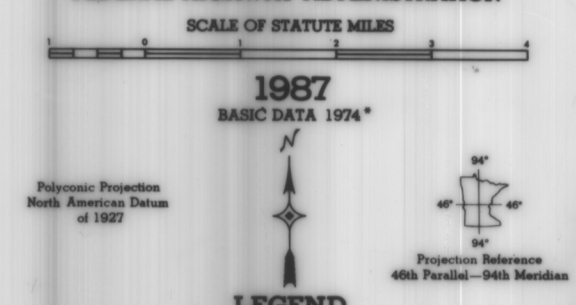 SCALE OF STATUTE MILES
1 0 1 2 3 4
1987
BASIC DATA 1974*
N
Polyconic Projection
North American Datum
of 1927
94°
46° 46°
94°
Projection Reference
46th Parallel—94th Meridian
LEGEND